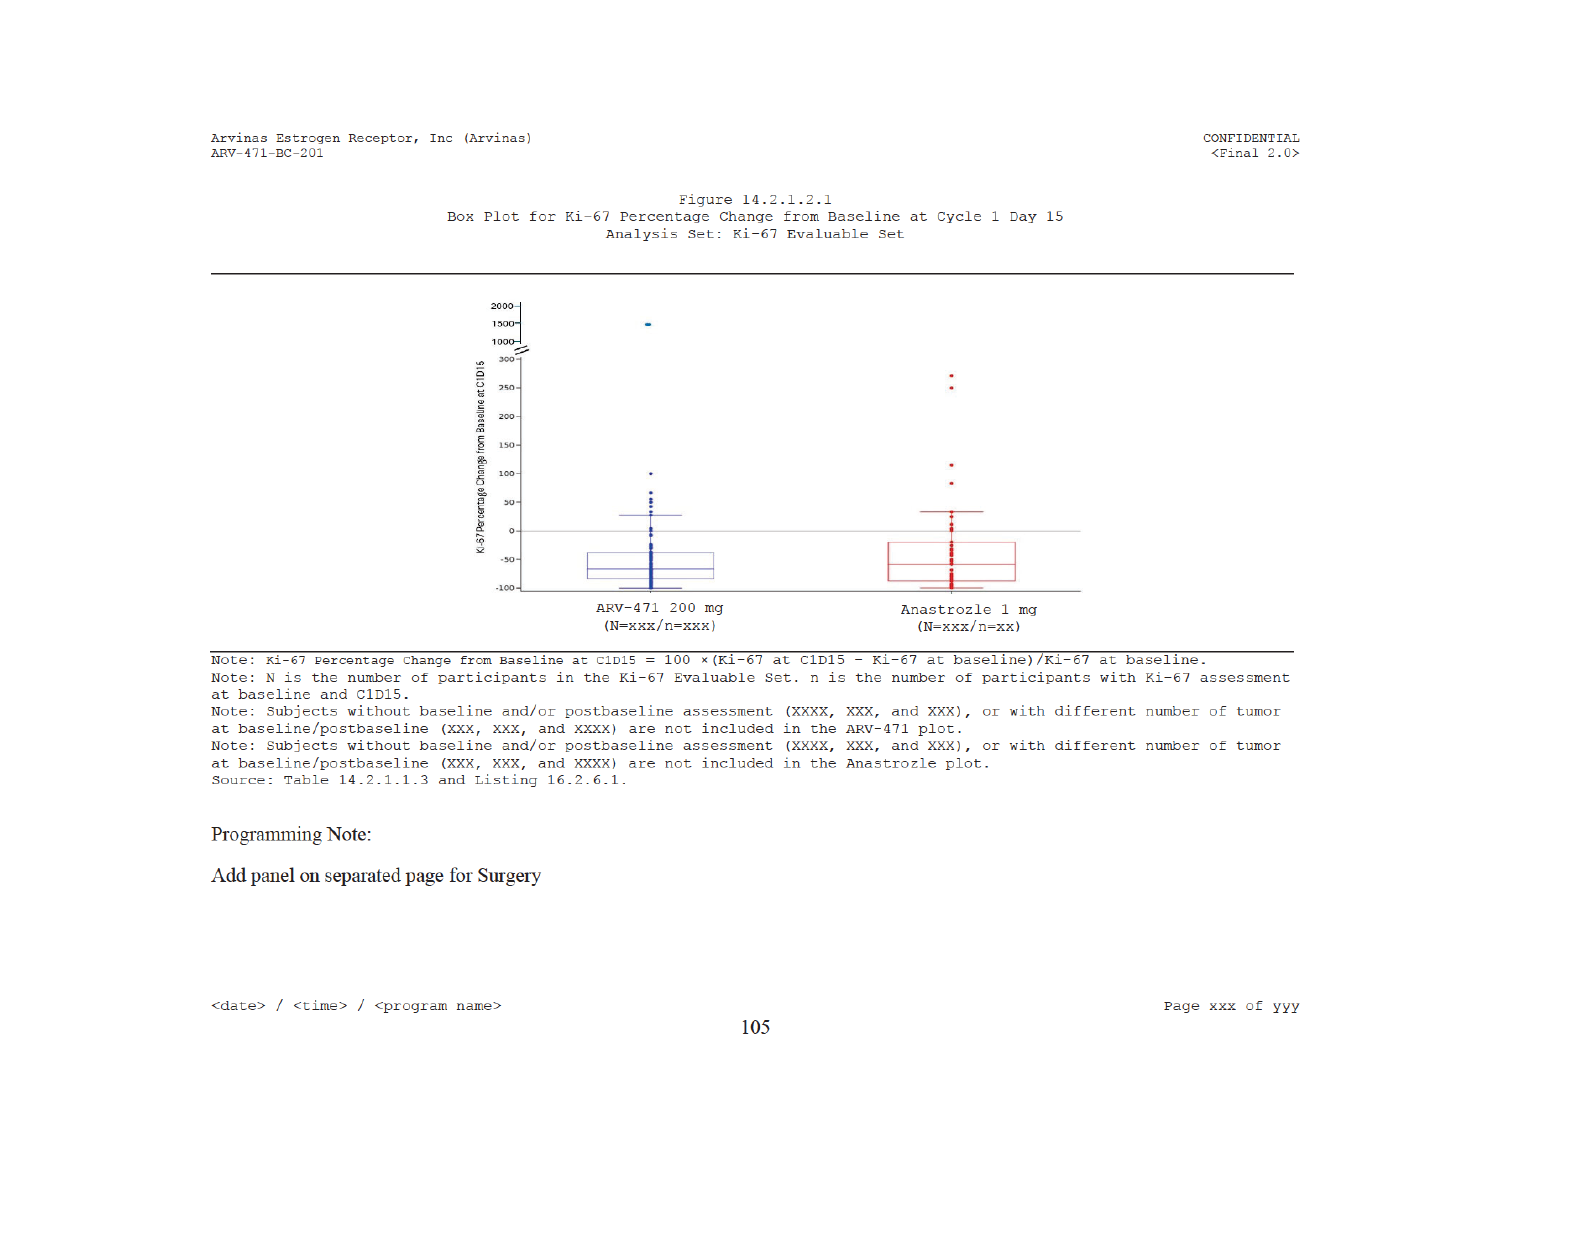 Arvinas Estrogen Receptor, Inc (Arvinas) CONFIDENTIAL
ARV-471-BC-201 <Final 2.0>
Figure 14.2.1.2.1
Box Plot for Ki-67 Percentage Change from Baseline at Cycle 1 Day 15
Analysis Set: Ki-67 Evaluable Set
2000
1500
1000
300
250
200
150
100
50
0
-50
-100
Ki-67 Percentage Change from Baseline at C1D15
ARV-471 200 mg Anastrozle 1 mg
(N=xxx/n=xxx) (N=xxx/n=xx)
Note: Ki-67 Percentage Change from Baseline at C1D15 = 100 ×(Ki-67 at C1D15 - Ki-67 at baseline)/Ki-67 at baseline.
Note: N is the number of participants in the Ki-67 Evaluable Set. n is the number of participants with Ki-67 assessment
at baseline and C1D15.
Note: Subjects without baseline and/or postbaseline assessment (XXXX, XXX, and XXX), or with different number of tumor
at baseline/postbaseline (XXX, XXX, and XXXX) are not included in the ARV-471 plot.
Note: Subjects without baseline and/or postbaseline assessment (XXXX, XXX, and XXX), or with different number of tumor
at baseline/postbaseline (XXX, XXX, and XXXX) are not included in the Anastrozle plot.
Source: Table 14.2.1.1.3 and Listing 16.2.6.1.
Programming Note:
Add panel on separated page for Surgery
<date> / <time> / <program name> Page xxx of yyy
105